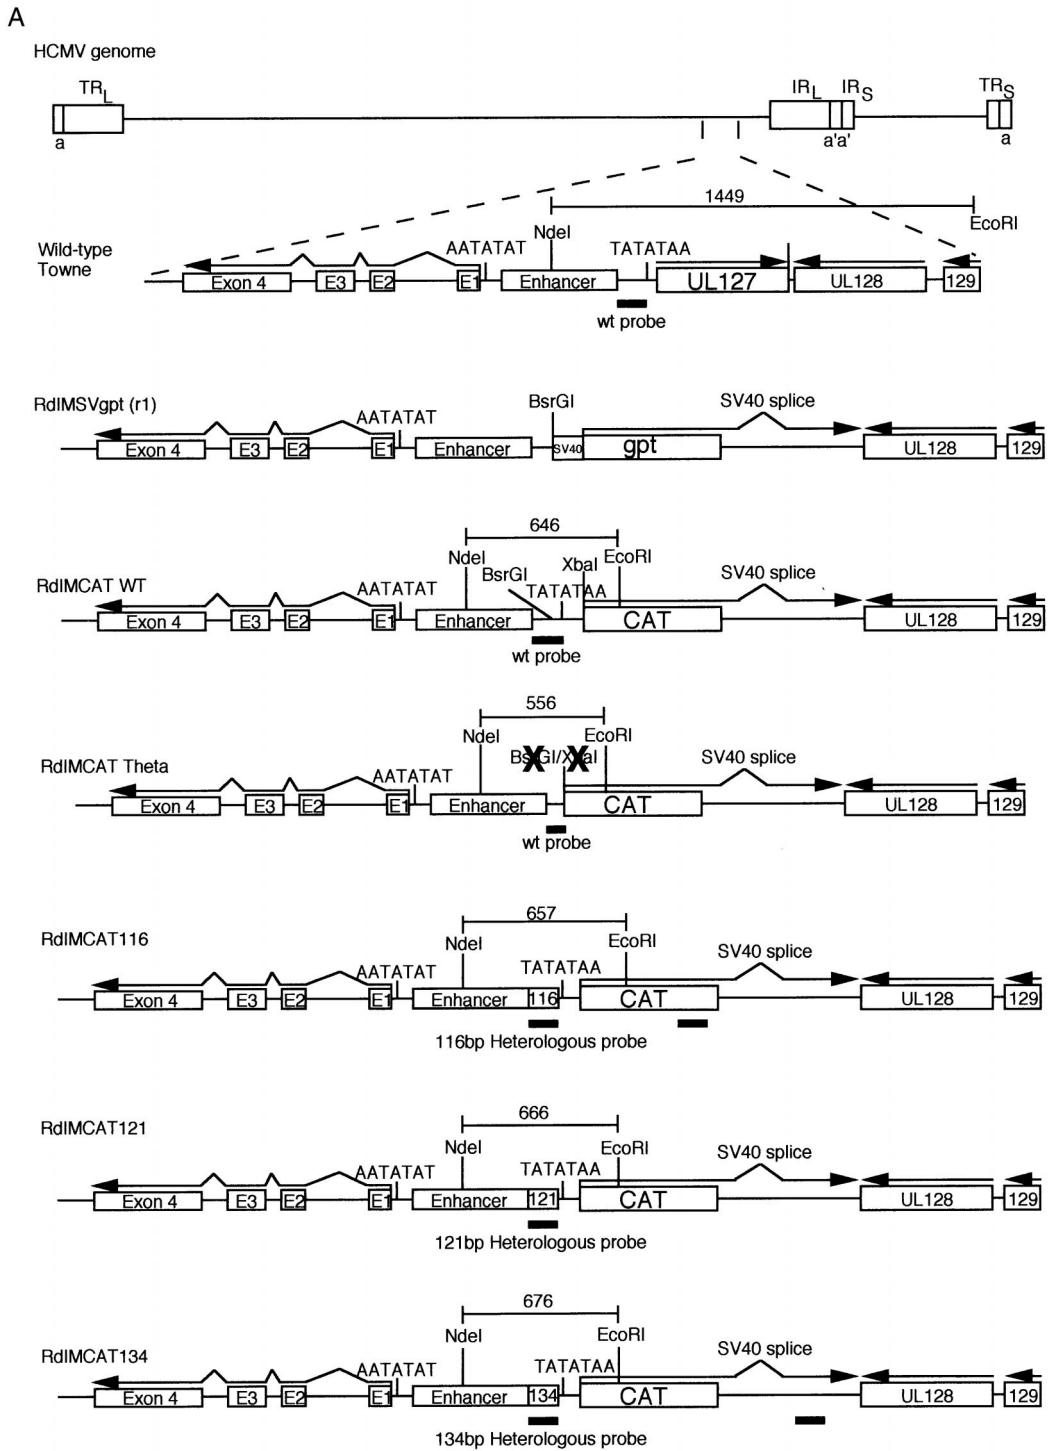 A
HCMV genome
TRL IRL IRS TRS
a a'a' a
1449
Wild-type
Towne
AATATAT NdeI TATATAA EcoRI
Exon 4 E3 E2 E1 Enhancer UL127 UL128 129
wt probe
RdIMSVgpt (r1)
AATATAT BsrGI SV40 splice
Exon 4 E3 E2 E1 Enhancer SV40 gpt UL128 129
646
RdIMCAT WT
AATATAT NdeI BsrGI TATATAA XbaI EcoRI SV40 splice
Exon 4 E3 E2 E1 Enhancer CAT UL128 129
wt probe
556
RdIMCAT Theta
AATATAT NdeI BsrGI/XbaI EcoRI SV40 splice
Exon 4 E3 E2 E1 Enhancer CAT UL128 129
wt probe
657
RdIMCAT116
AATATAT NdeI TATATAA EcoRI SV40 splice
Exon 4 E3 E2 E1 Enhancer 116 CAT UL128 129
116bp Heterologous probe
666
RdIMCAT121
AATATAT NdeI TATATAA EcoRI SV40 splice
Exon 4 E3 E2 E1 Enhancer 121 CAT UL128 129
121bp Heterologous probe
676
RdIMCAT134
AATATAT NdeI TATATAA EcoRI SV40 splice
Exon 4 E3 E2 E1 Enhancer 134 CAT UL128 129
134bp Heterologous probe